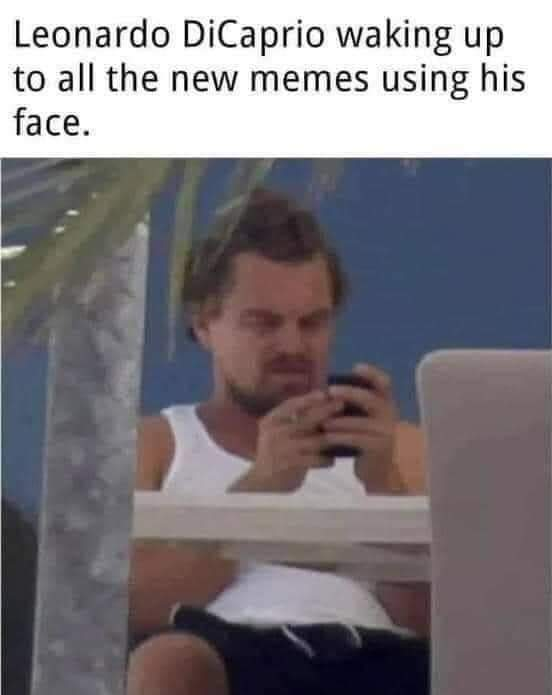 Leonardo DiCaprio waking up
to all the new memes using his
face.